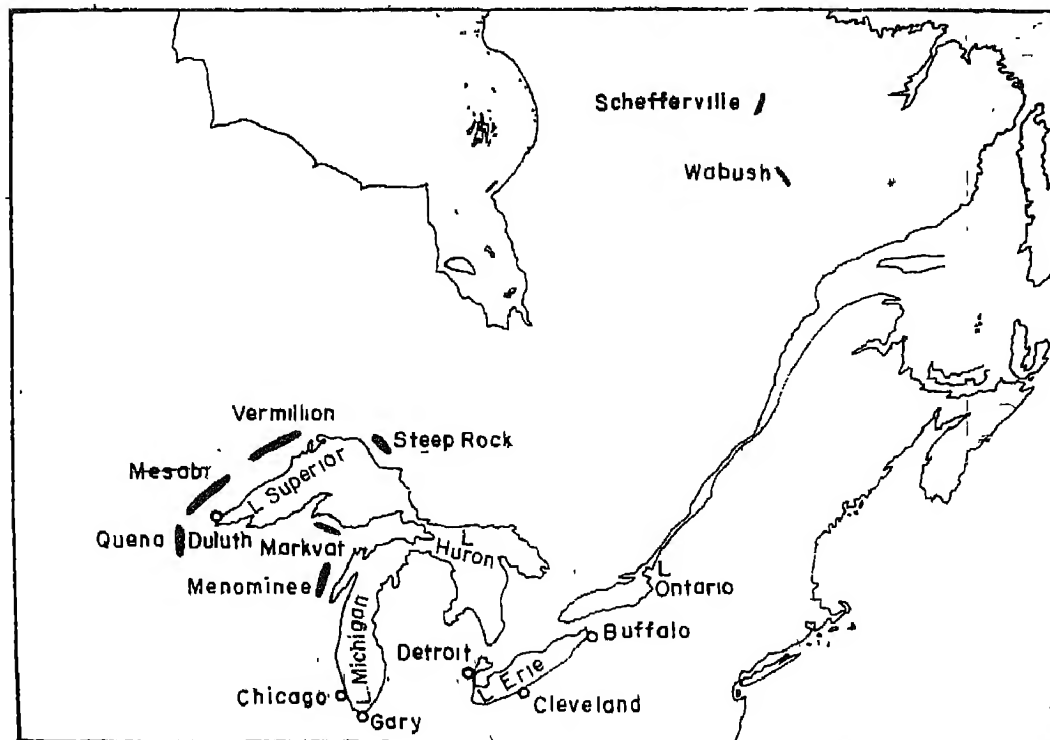 Schefferville
Wabush
Vermillion
Steep Rock
Mesabr
L Superior
Quena
Duluth
Markvat
L
Huron
Menominee
L
Ontario
L Michigan
Buffalo
Detroit
L Erie
Chicago
Cleveland
Gary